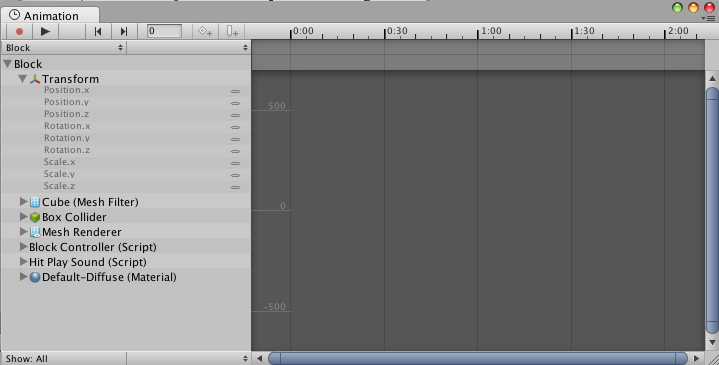 Animation
0
0:00 0:30 1:00 1:30 2:00
Block
Block
Transform
Position.x
Position.y
Position.z
Rotation.x
Rotation.y
Rotation.z
Scale.x
Scale.y
Scale.z
Cube (Mesh Filter)
Box Collider
Mesh Renderer
Block Controller (Script)
Hit Play Sound (Script)
Default-Diffuse (Material)
500
0
-500
Show: All